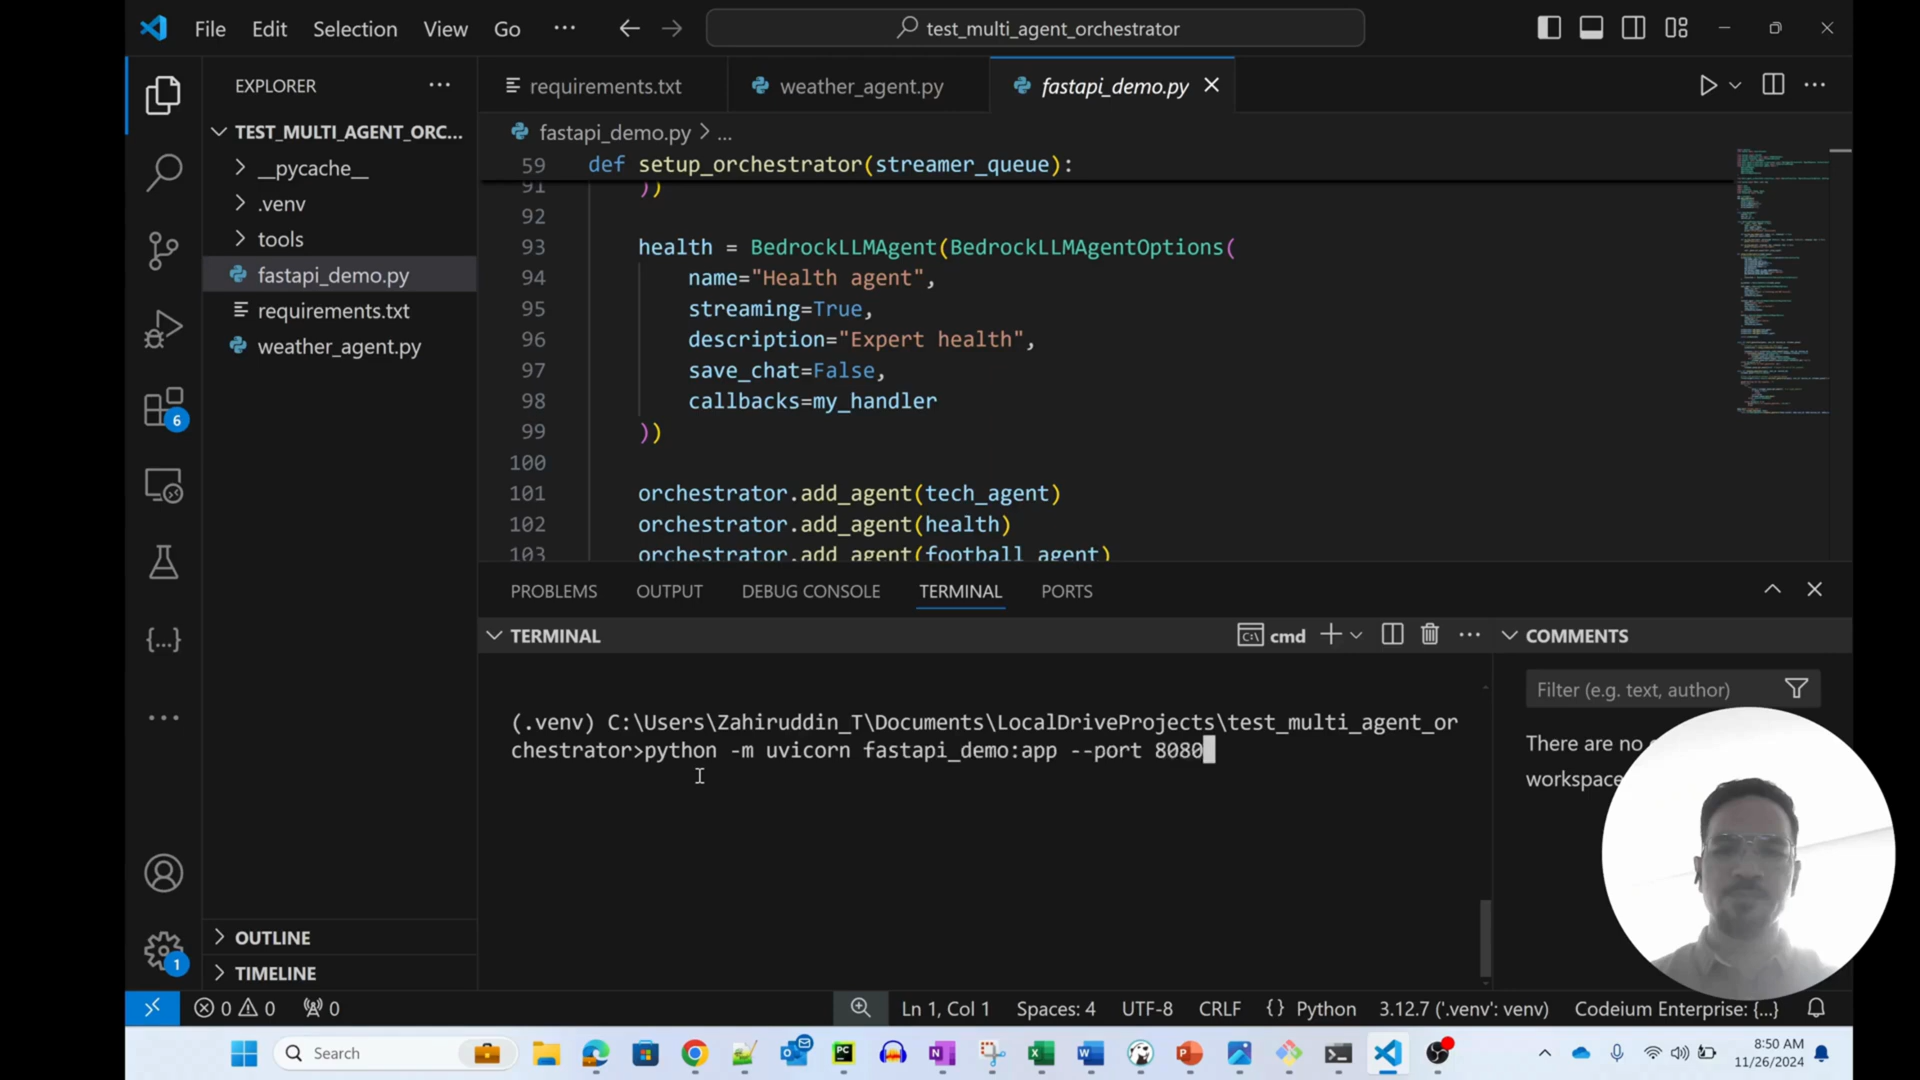 File Edit Selection View Go ··· test_multi_agent_orchestrator
EXPLORER ···
TEST_MULTI_AGENT_ORC...
__pycache__
.venv
tools
fastapi_demo.py
requirements.txt
weather_agent.py
OUTLINE
TIMELINE
6
1
requirements.txt weather_agent.py fastapi_demo.py
fastapi_demo.py > ...
59 def setup_orchestrator(streamer_queue):
91 ))
92
93 health = BedrockLLMAgent(BedrockLLMAgentOptions(
94 name="Health agent",
95 streaming=True,
96 description="Expert health",
97 save_chat=False,
98 callbacks=my_handler
99 ))
100
101 orchestrator.add_agent(tech_agent)
102 orchestrator.add_agent(health)
103 orchestrator.add_agent(football_agent)
PROBLEMS OUTPUT DEBUG CONSOLE TERMINAL PORTS
TERMINAL cmd
(.venv) C:\Users\Zahiruddin_T\Documents\LocalDriveProjects\test_multi_agent_or
chestrator>python -m uvicorn fastapi_demo:app --port 8080
COMMENTS
Filter (e.g. text, author)
There are no
workspace
0 0 0 Ln 1, Col 1 Spaces: 4 UTF-8 CRLF {} Python 3.12.7 ('.venv': venv) Codeium Enterprise: {...}
Search
8:50 AM
11/26/2024